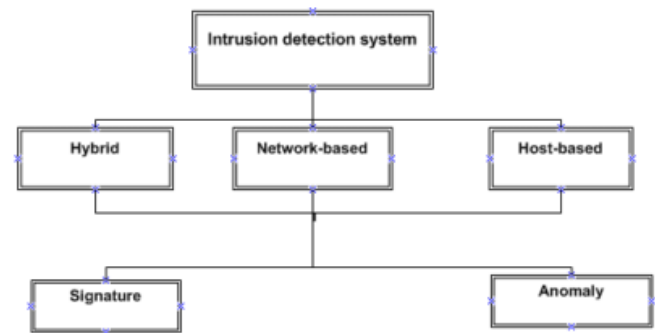 Intrusion detection system
Hybrid
Network-based
Host-based
Signature
Anomaly